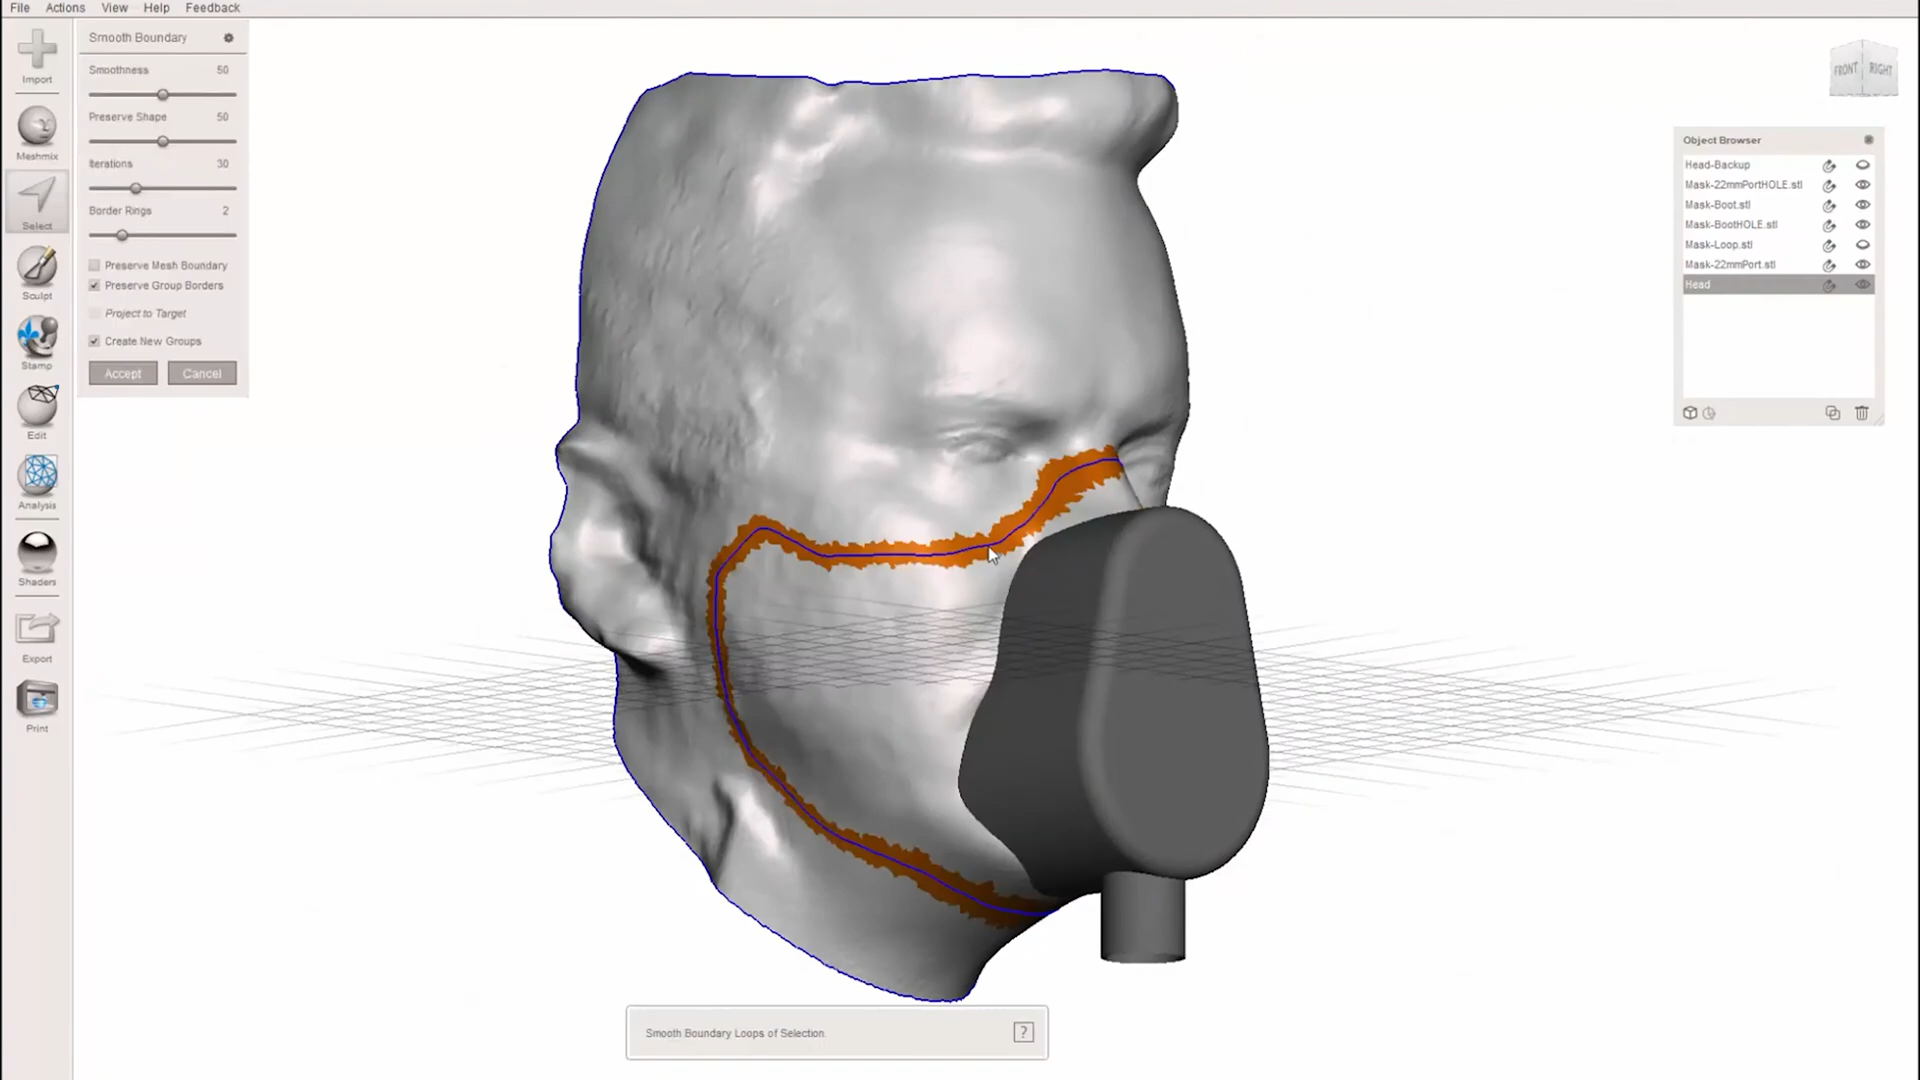 File Actions View Help Feedback
Import
Meshmix
Select
Sculpt
Stamp
Edit
Analysis
Shaders
Export
Print
Smooth Boundary
Smoothness 50
Preserve Shape 50
Iterations 30
Border Rings 2
Preserve Mesh Boundary
Preserve Group Borders
Project to Target
Create New Groups
Accept Cancel
FRONT RIGHT
Object Browser
Head-Backup
Mask-22mmPortHOLE.stl
Mask-Boot.stl
Mask-BootHOLE.stl
Mask-Loop.stl
Mask-22mmPort.stl
Head
Smooth Boundary Loops of Selection. ?